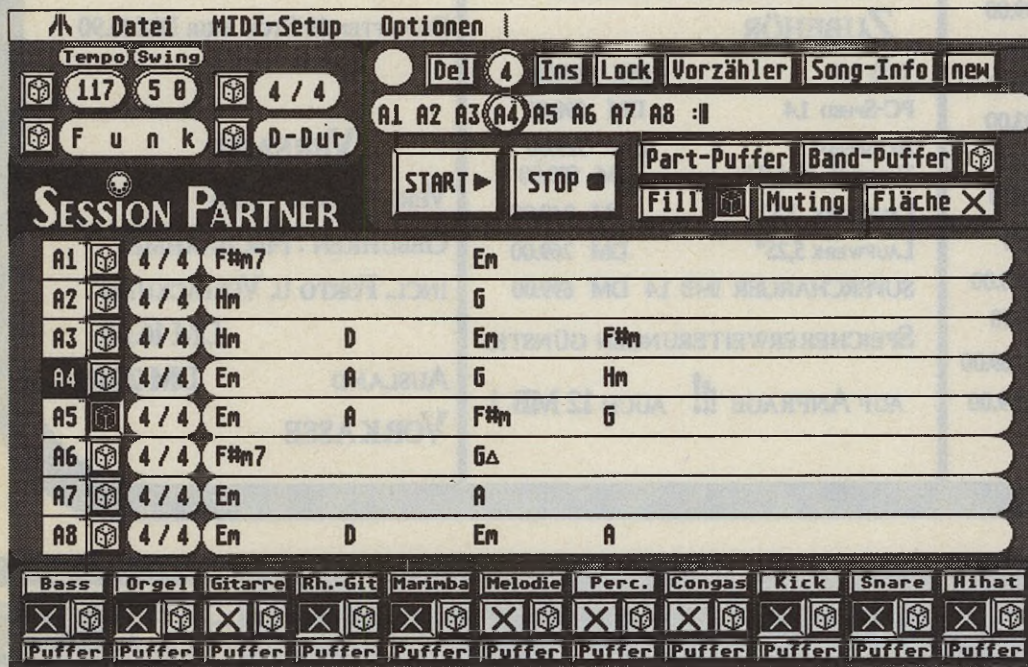 Datei MIDI-Setup Optionen
Tempo Swing
117 50 4/4
Funk D-Dur
Del 4 Ins Lock Vorzähler Song-Info new
A1 A2 A3 A4 A5 A6 A7 A8 :||
START STOP
Part-Puffer Band-Puffer
Fill Muting Fläche
SESSION PARTNER
A1 4/4 F#m7 Em
A2 4/4 Hm G
A3 4/4 Hm D Em F#m
A4 4/4 Em A G Hm
A5 4/4 Em A F#m G
A6 4/4 F#m7 G△
A7 4/4 Em A
A8 4/4 Em D Em A
Bass Orgel Gitarre Rh.-Git Marimba Melodie Perc. Congas Kick Snare Hihat
Puffer Puffer Puffer Puffer Puffer Puffer Puffer Puffer Puffer Puffer Puffer